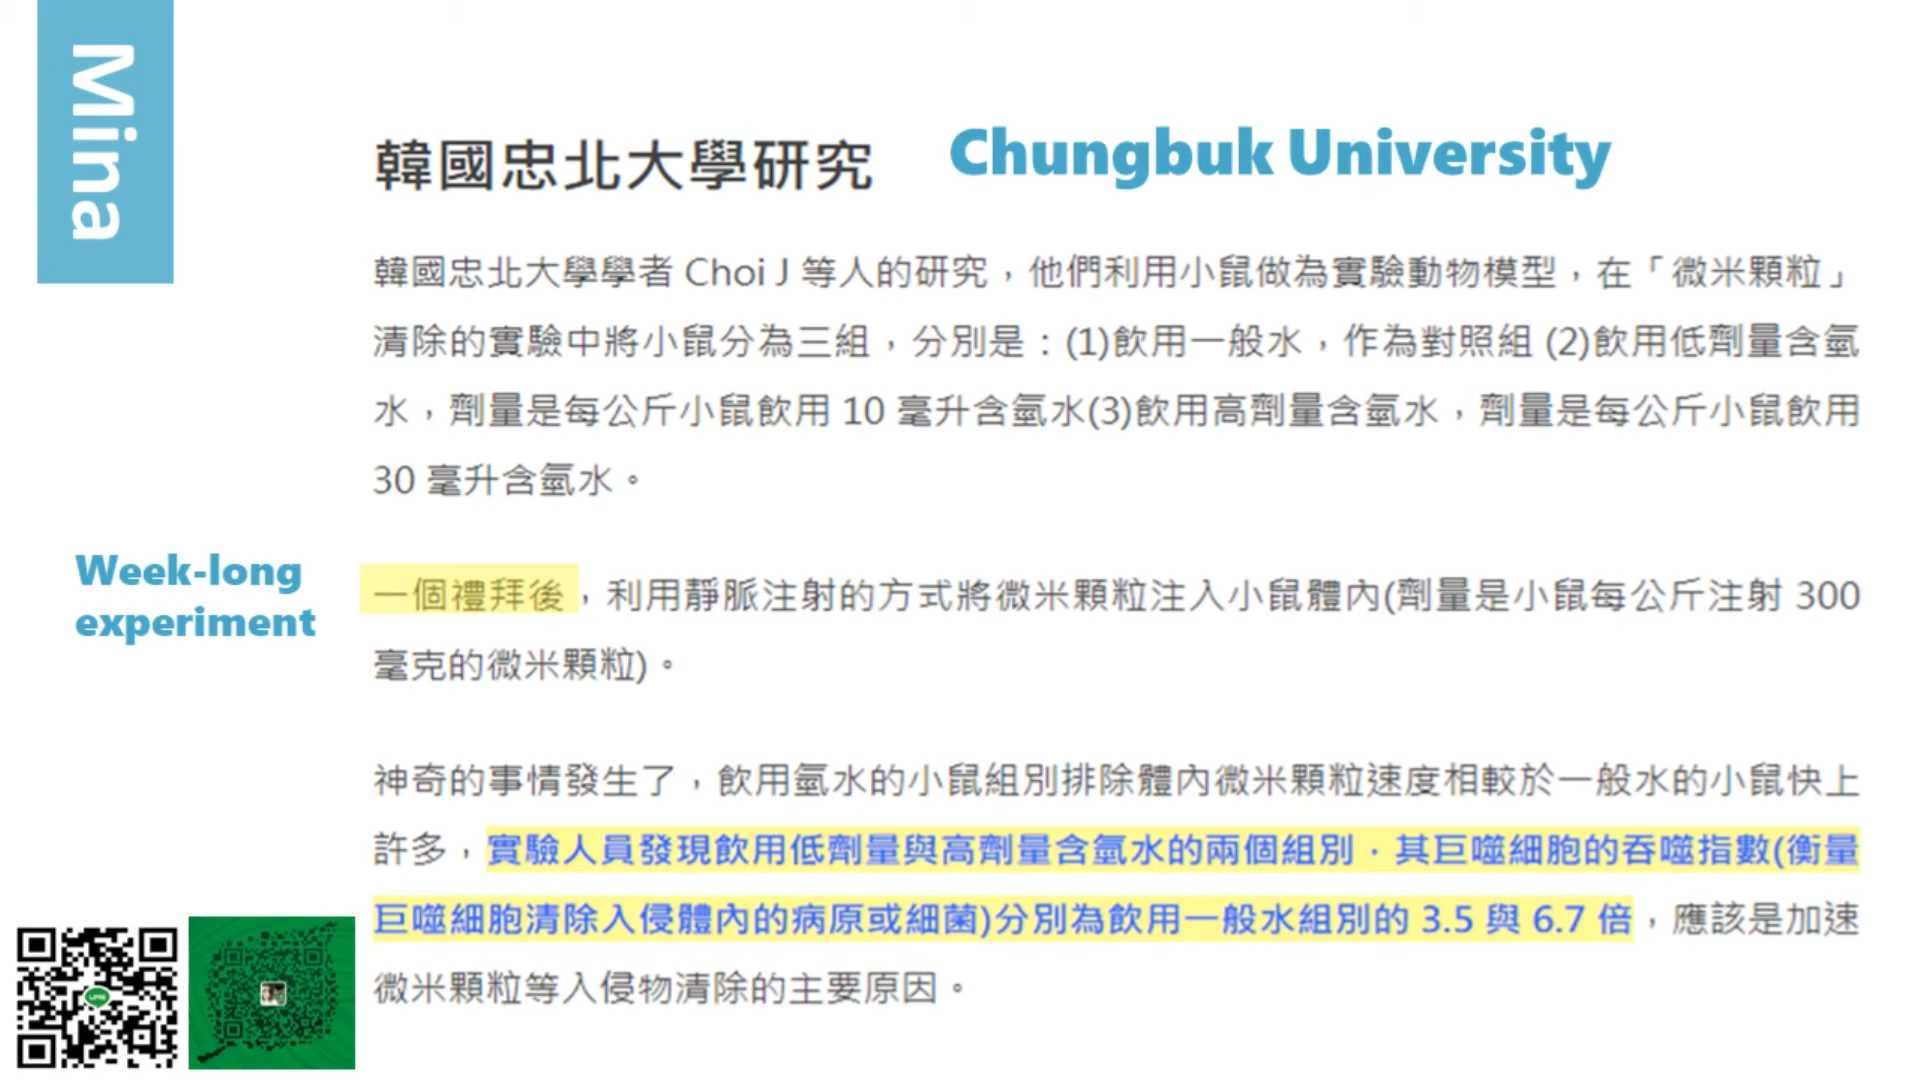 Mina
韓國忠北大學研究
Chungbuk University
韓國忠北大學學者 Choi J 等人的研究，他們利用小鼠做為實驗動物模型，在「微米顆粒」
清除的實驗中將小鼠分為三組，分別是：(1)飲用一般水，作為對照組 (2)飲用低劑量含氫
水，劑量是每公斤小鼠飲用 10 毫升含氫水(3)飲用高劑量含氫水，劑量是每公斤小鼠飲用
30 毫升含氫水。
Week-long
experiment
一個禮拜後，利用靜脈注射的方式將微米顆粒注入小鼠體內(劑量是小鼠每公斤注射 300
毫克的微米顆粒)。
神奇的事情發生了，飲用氫水的小鼠組別排除體內微米顆粒速度相較於一般水的小鼠快上
許多，實驗人員發現飲用低劑量與高劑量含氫水的兩個組別，其巨噬細胞的吞噬指數(衡量
巨噬細胞清除入侵體內的病原或細菌)分別為飲用一般水組別的 3.5 與 6.7 倍，應該是加速
微米顆粒等入侵物清除的主要原因。